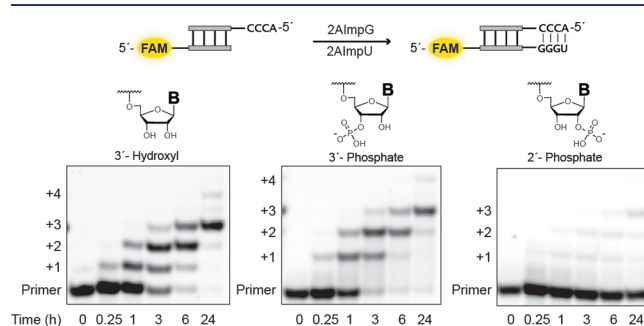 CCCA-5´
5´- FAM
2AImpG
2AImpU
CCCA-5´
5´- FAM
GGGU
B
O
O
OH OH
3´- Hydroxyl
B
O
O
O OH
O P
OH
3´- Phosphate
B
O
O
OH O
P O
HO
2´- Phosphate
+4
+3
+2
+1
Primer
Time (h) 0 0.25 1 3 6 24
+4
+3
+2
+1
Primer
0 0.25 1 3 6 24
+3
+2
+1
Primer
0 0.25 1 3 6 24